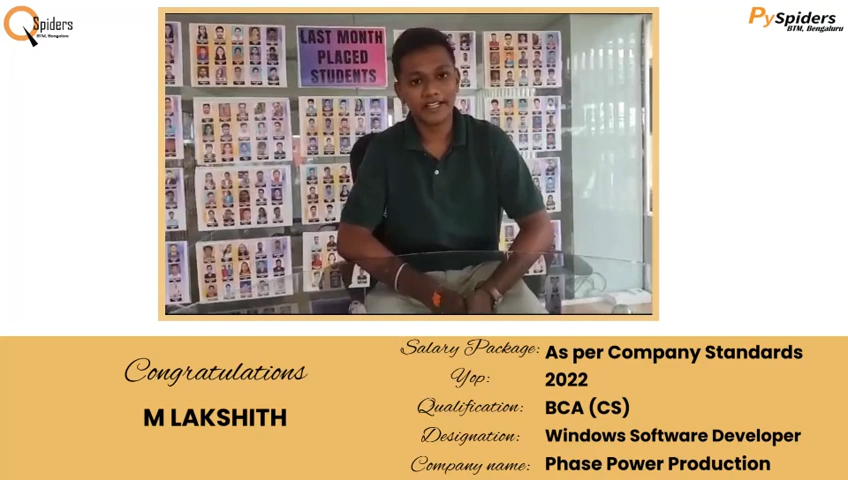 QSpiders
BTM, Bengaluru
PySpiders
BTM, Bengaluru
LAST MONTH
PLACED
STUDENTS
Congratulations
M LAKSHITH
Salary Package: As per Company Standards
Yop: 2022
Qualification: BCA (CS)
Designation: Windows Software Developer
Company name: Phase Power Production